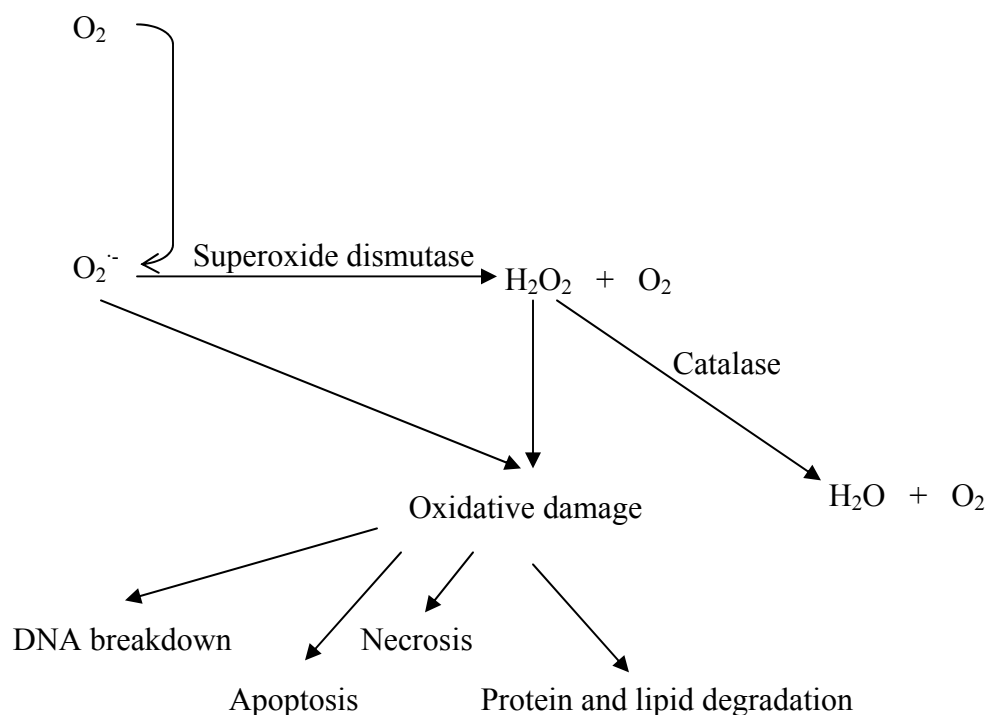 O₂
Superoxide dismutase
O₂·⁻
H₂O₂ + O₂
Catalase
H₂O + O₂
Oxidative damage
DNA breakdown
Necrosis
Apoptosis
Protein and lipid degradation